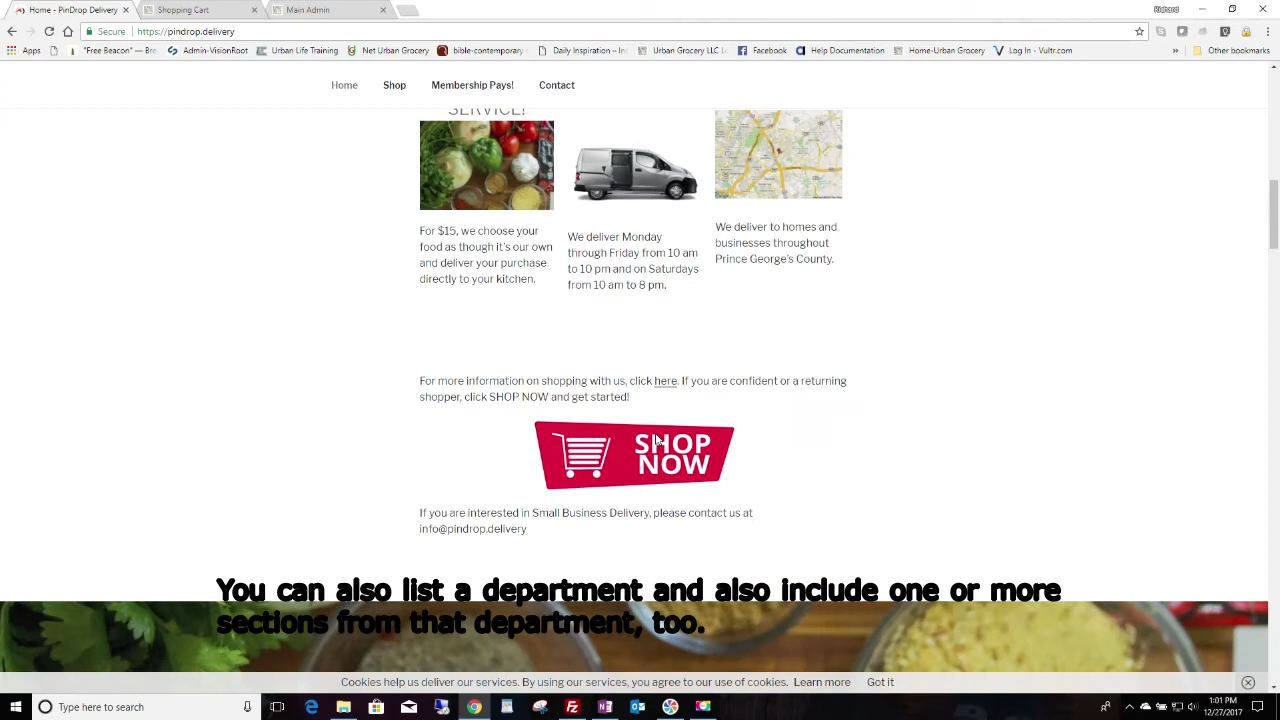 Home - PinDrop Delivery
Shopping Cart
Main Admin
Richard
Secure
https://pindrop.delivery
Apps
"Free Beacon" — Bre
Admin-VisionRoot
Urban Life Training
Net Urban Grocery
bible-contemporary
Daily Inspiration – In
Urban Grocery LLC
Facebook
Help Documentation
Home-Urban Grocery
Log In - Vultr.com
»
Other bookmarks
Home
Shop
Membership Pays!
Contact
SERVICE!
For $15, we choose your
food as though it's our own
and deliver your purchase
directly to your kitchen.
We deliver Monday
through Friday from 10 am
to 10 pm and on Saturdays
from 10 am to 8 pm.
We deliver to homes and
businesses throughout
Prince George's County.
For more information on shopping with us, click here. If you are confident or a returning
shopper, click SHOP NOW and get started!
SHOP
NOW
If you are interested in Small Business Delivery, please contact us at
info@pindrop.delivery
You can also list a department and also include one or more
sections from that department, too.
Cookies help us deliver our services. By using our services, you agree to our use of cookies. Learn more Got it
Type here to search
1:01 PM
12/27/2017